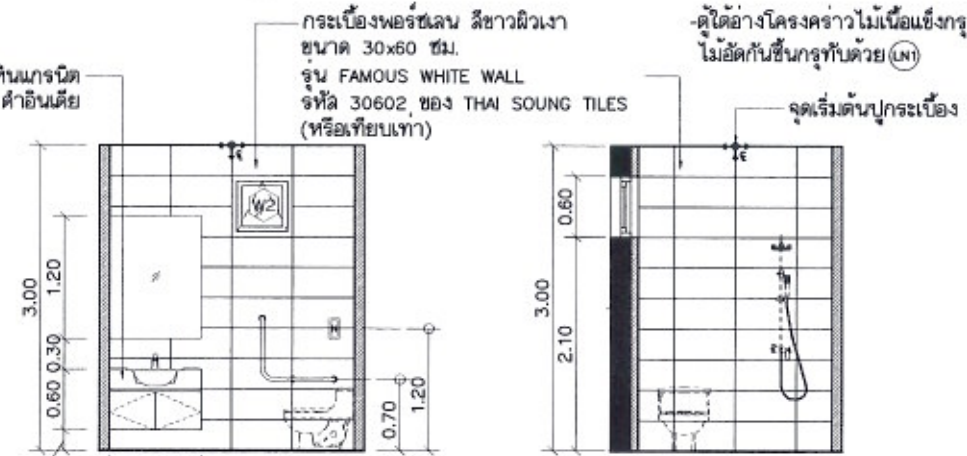 กระเบื้องพอร์ซเลน สีขาวผิวเงา
ขนาด 30x60 ซม.
รุ่น FAMOUS WHITE WALL
รหัส 30602 ของ THAI SOUNG TILES
(หรือเทียบเท่า)
หินแกรนิต
ดำอินเดีย
-ตู้ใต้อ่างโครงคร่าวไม้เนื้อแข็งกรุ
ไม้อัดกันชื้นกรุทับด้วย LN1
จุดเริ่มต้นปูกระเบื้อง
W2
3.00
1.20
0.30
0.60
0.70
1.20
3.00
0.60
2.10